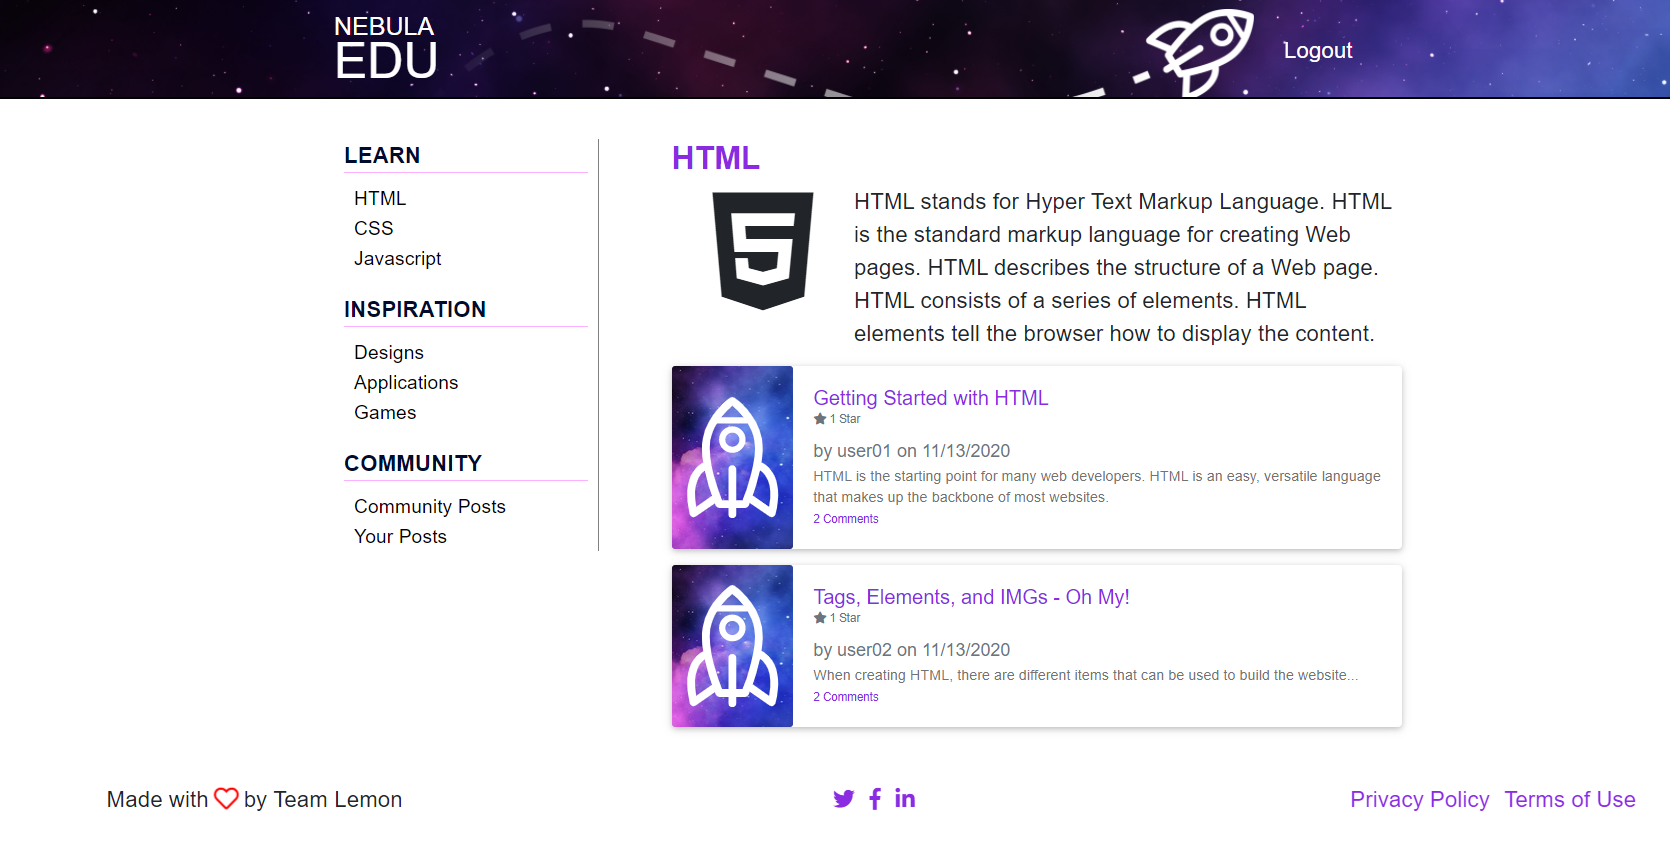 NEBULA
EDU
Logout
LEARN
HTML
CSS
Javascript
INSPIRATION
Designs
Applications
Games
COMMUNITY
Community Posts
Your Posts
HTML
HTML stands for Hyper Text Markup Language. HTML
is the standard markup language for creating Web
pages. HTML describes the structure of a Web page.
HTML consists of a series of elements. HTML
elements tell the browser how to display the content.
Getting Started with HTML
1 Star
by user01 on 11/13/2020
HTML is the starting point for many web developers. HTML is an easy, versatile language
that makes up the backbone of most websites.
2 Comments
Tags, Elements, and IMGs - Oh My!
1 Star
by user02 on 11/13/2020
When creating HTML, there are different items that can be used to build the website...
2 Comments
Made with by Team Lemon
Privacy Policy Terms of Use